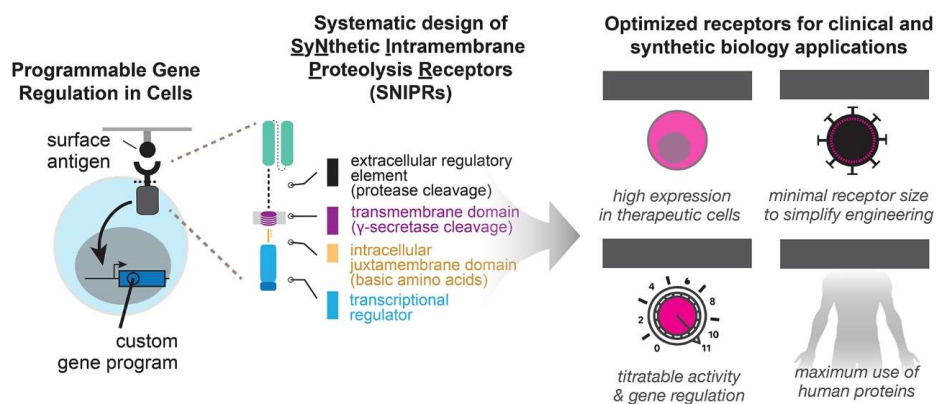 Programmable Gene
Regulation in Cells
surface
antigen
custom
gene program
Systematic design of
SyNthetic Intramembrane
Proteolysis Receptors
(SNIPRs)
extracellular regulatory
element
(protease cleavage)
transmembrane domain
(γ-secretase cleavage)
intracellular
juxtamembrane domain
(basic amino acids)
transcriptional
regulator
Optimized receptors for clinical and
synthetic biology applications
high expression
in therapeutic cells
minimal receptor size
to simplify engineering
0
2
4
6
8
10
11
titratable activity
& gene regulation
maximum use of
human proteins